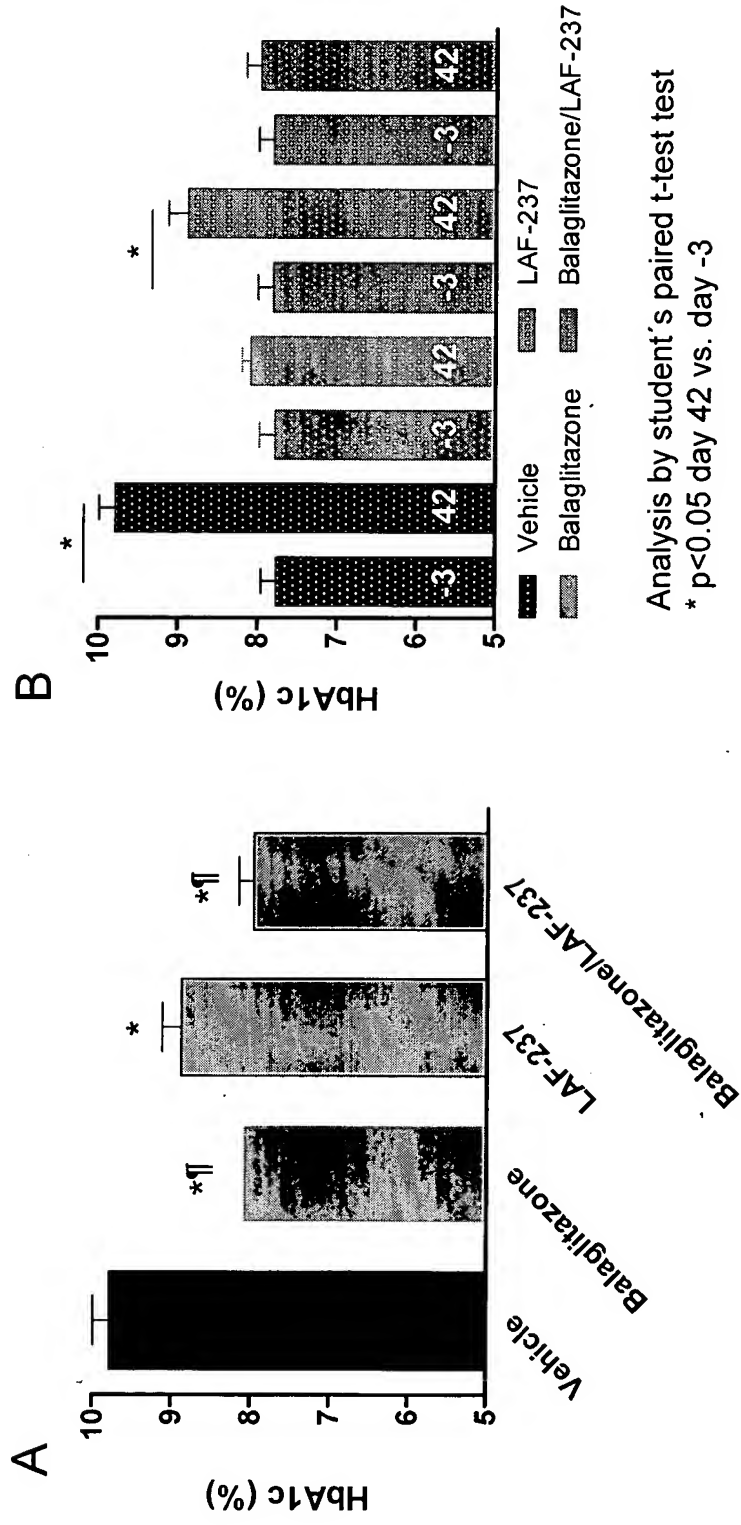 A
HbA1c (%)
10
9
8
7
6
5
*¶
*
*¶
Vehicle
Balaglitazone
LAF-237
Balaglitazone/LAF-237
B
HbA1c (%)
10
9
8
7
6
5
*
*
-3
42
-3
42
-3
42
-3
42
Vehicle
LAF-237
Balaglitazone
Balaglitazone/LAF-237
Analysis by student´s paired t-test test
* p<0.05 day 42 vs. day -3